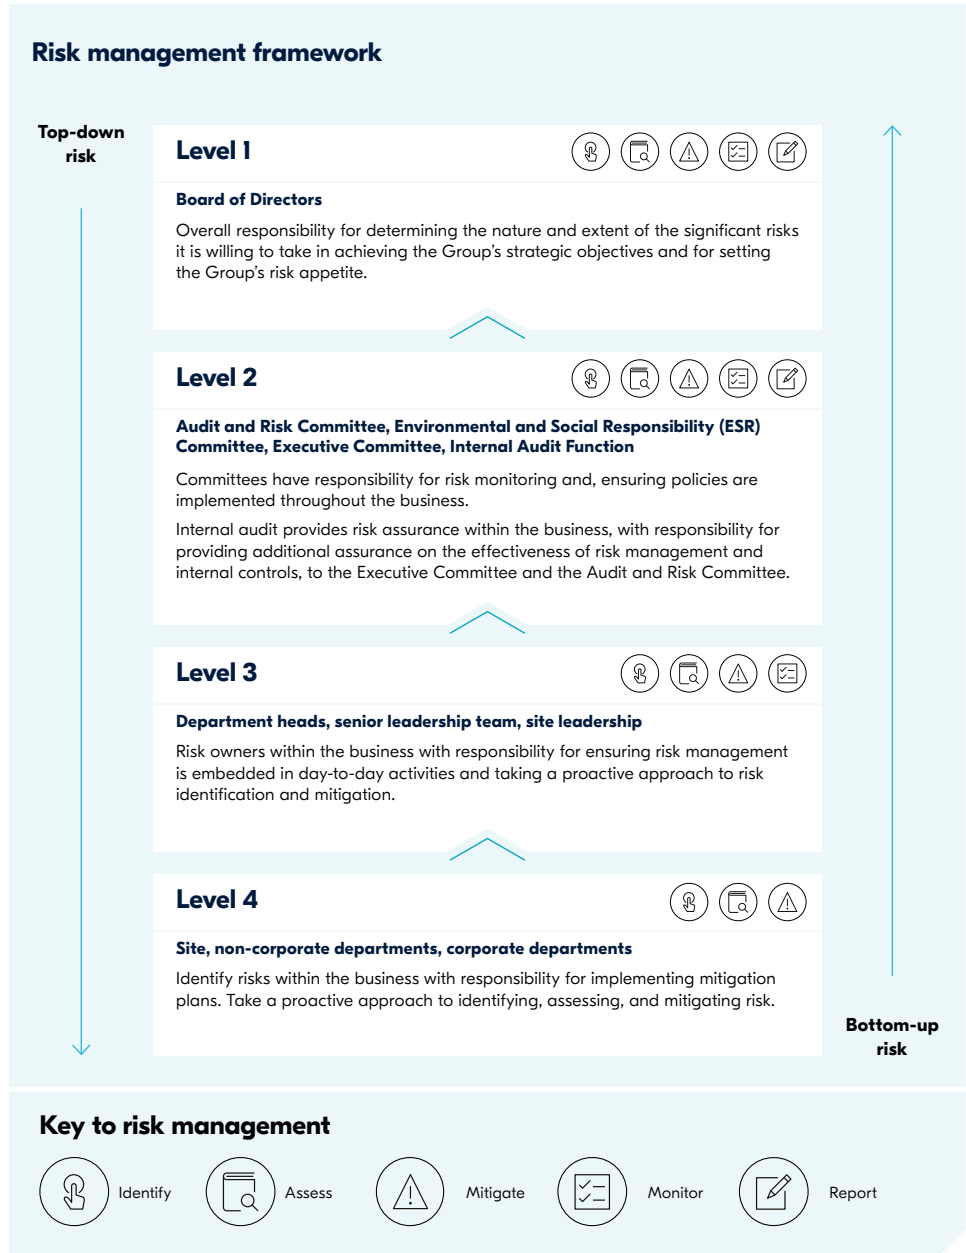 Risk management framework
Top-down
risk
Level 1
Board of Directors
Overall responsibility for determining the nature and extent of the significant risks
it is willing to take in achieving the Group’s strategic objectives and for setting
the Group’s risk appetite.
Level 2
Audit and Risk Committee, Environmental and Social Responsibility (ESR)
Committee, Executive Committee, Internal Audit Function
Committees have responsibility for risk monitoring and, ensuring policies are
implemented throughout the business.
Internal audit provides risk assurance within the business, with responsibility for
providing additional assurance on the effectiveness of risk management and
internal controls, to the Executive Committee and the Audit and Risk Committee.
Level 3
Department heads, senior leadership team, site leadership
Risk owners within the business with responsibility for ensuring risk management
is embedded in day-to-day activities and taking a proactive approach to risk
identification and mitigation.
Level 4
Site, non-corporate departments, corporate departments
Identify risks within the business with responsibility for implementing mitigation
plans. Take a proactive approach to identifying, assessing, and mitigating risk.
Bottom-up
risk
Key to risk management
Identify
Assess
Mitigate
Monitor
Report